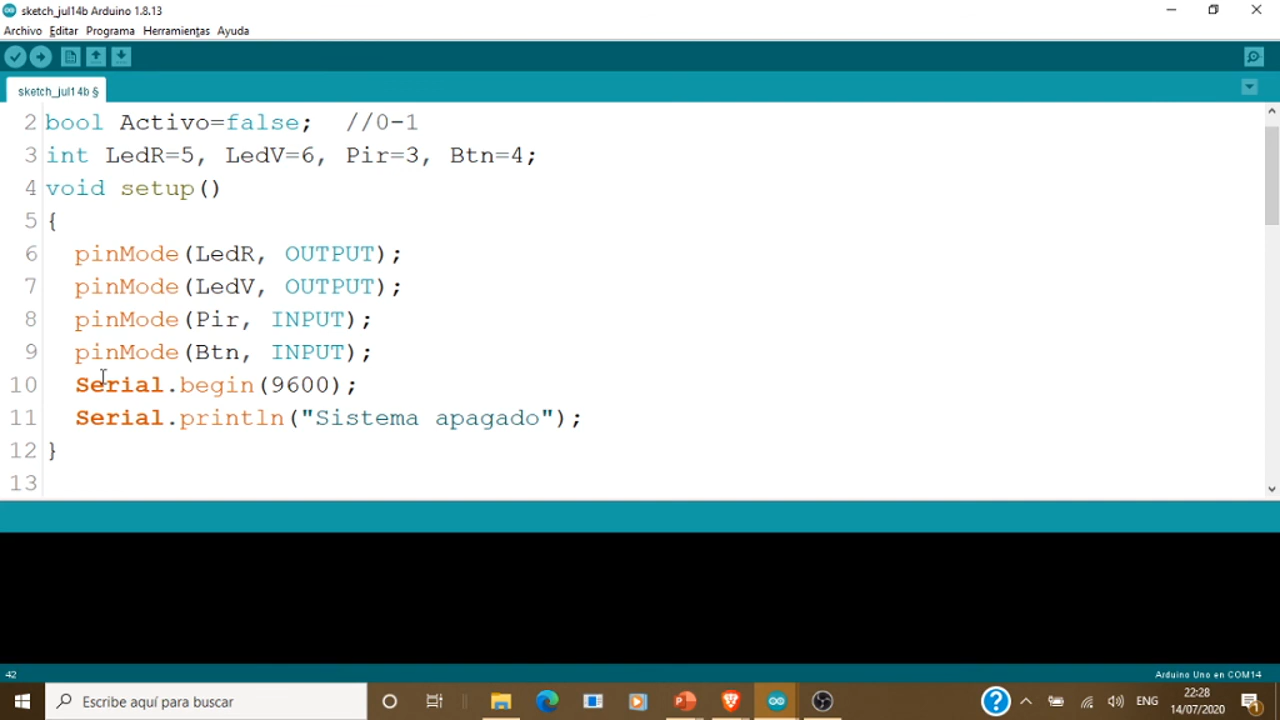 sketch_jul14b Arduino 1.8.13
Archivo Editar Programa Herramientas Ayuda
sketch_jul14b §
2 bool Activo=false;  //0-1
3 int LedR=5, LedV=6, Pir=3, Btn=4;
4 void setup()
5 {
6   pinMode(LedR, OUTPUT);
7   pinMode(LedV, OUTPUT);
8   pinMode(Pir, INPUT);
9   pinMode(Btn, INPUT);
10   Serial.begin(9600);
11   Serial.println("Sistema apagado");
12 }
13
42
Arduino Uno en COM14
Escribe aquí para buscar
ENG
22:28
14/07/2020
1